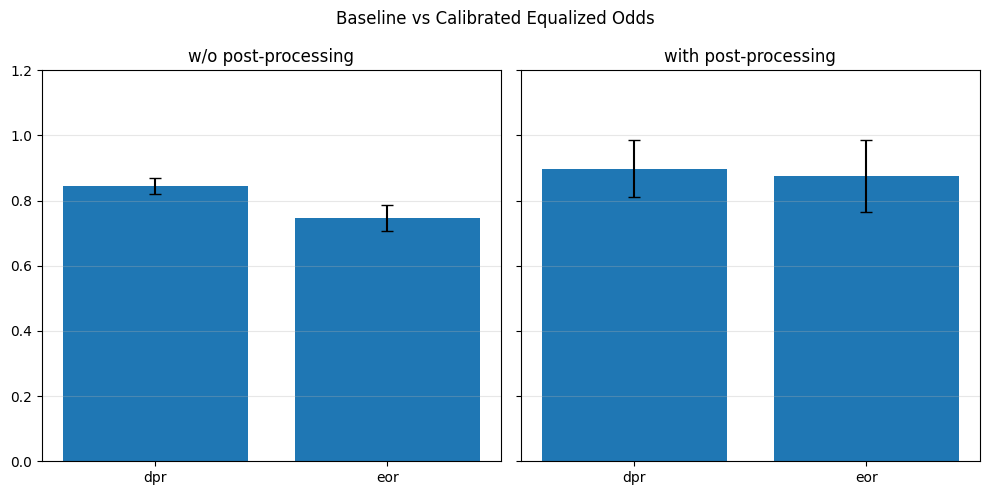 Baseline vs Calibrated Equalized Odds
w/o post-processing
with post-processing
1.2
1.0
0.8
0.6
0.4
0.2
0.0
dpr
eor
dpr
eor